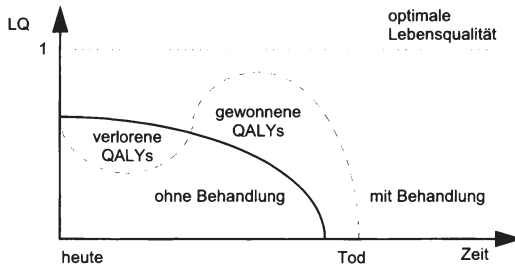 LQ
optimale
Lebensqualität
1
gewonnene
QALYs
verlorene
QALYs
ohne Behandlung
mit Behandlung
heute
Tod
Zeit